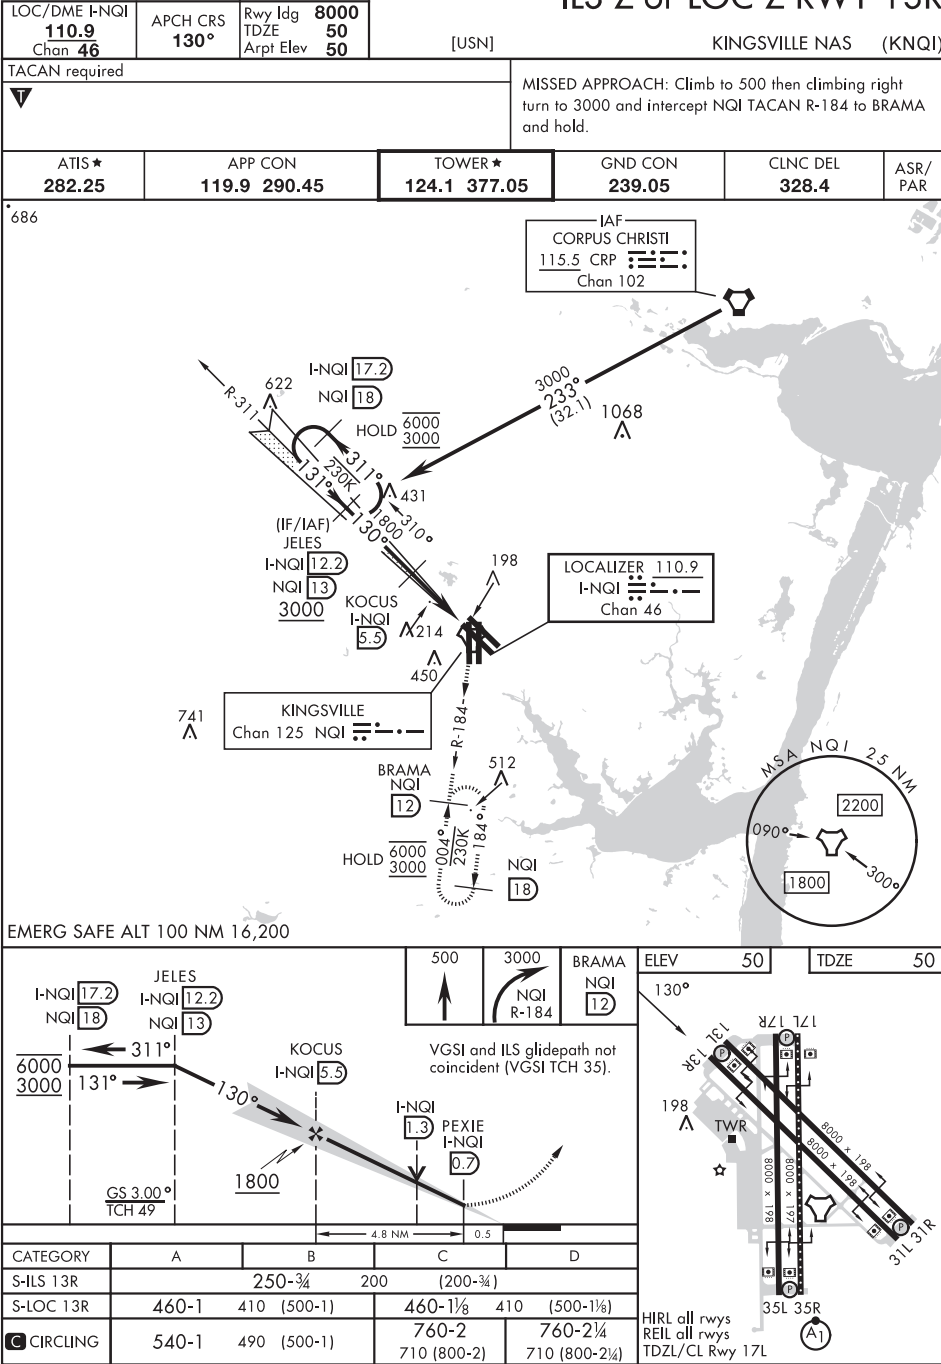 ILS Z or LOC Z RWY 13R
LOC/DME I-NQI
110.9
Chan 46
APCH CRS
130°
Rwy ldg 8000
TDZE 50
Arpt Elev 50
[USN]
KINGSVILLE NAS (KNQI)
TACAN required
T
MISSED APPROACH: Climb to 500 then climbing right
turn to 3000 and intercept NQI TACAN R-184 to BRAMA
and hold.
ATIS★
282.25
APP CON
119.9 290.45
TOWER★
124.1 377.05
GND CON
239.05
CLNC DEL
328.4
ASR/
PAR
686
IAF
CORPUS CHRISTI
115.5 CRP
Chan 102
I-NQI 17.2
NQI 18
R-311
622
HOLD 6000
3000
3000
233°
(32.1)
1068
311°
230K
131°
431
1800
310°
130°
(IF/IAF)
JELES
I-NQI 12.2
NQI 13
3000
KOCUS
I-NQI
5.5
198
214
450
LOCALIZER 110.9
I-NQI
Chan 46
741
KINGSVILLE
Chan 125 NQI
R-184
BRAMA
NQI
12
512
HOLD 6000
3000
004°
230K
184°
NQI
18
MSA NQI 25 NM
2200
090°
1800
300°
EMERG SAFE ALT 100 NM 16,200
I-NQI 17.2
NQI 18
JELES
I-NQI 12.2
NQI 13
6000
3000
311°
131°
130°
KOCUS
I-NQI 5.5
1800
GS 3.00°
TCH 49
500
3000
NQI
R-184
BRAMA
NQI
12
VGSI and ILS glidepath not
coincident (VGSI TCH 35).
I-NQI
1.3
PEXIE
I-NQI
0.7
4.8 NM
0.5
ELEV 50
TDZE 50
130°
13L
13R
17R
17L
P
P
198
TWR
8000 x 198
8000 x 198
8000 x 198
8000 x 197
P
31L
31R
P
35L
35R
A1
HIRL all rwys
REIL all rwys
TDZL/CL Rwy 17L
CATEGORY A B C D
S-ILS 13R 250-¾ 200 (200-¾)
S-LOC 13R 460-1 410 (500-1) 460-1⅛ 410 (500-1⅛)
C CIRCLING 540-1 490 (500-1) 760-2 710 (800-2) 760-2¼ 710 (800-2¼)